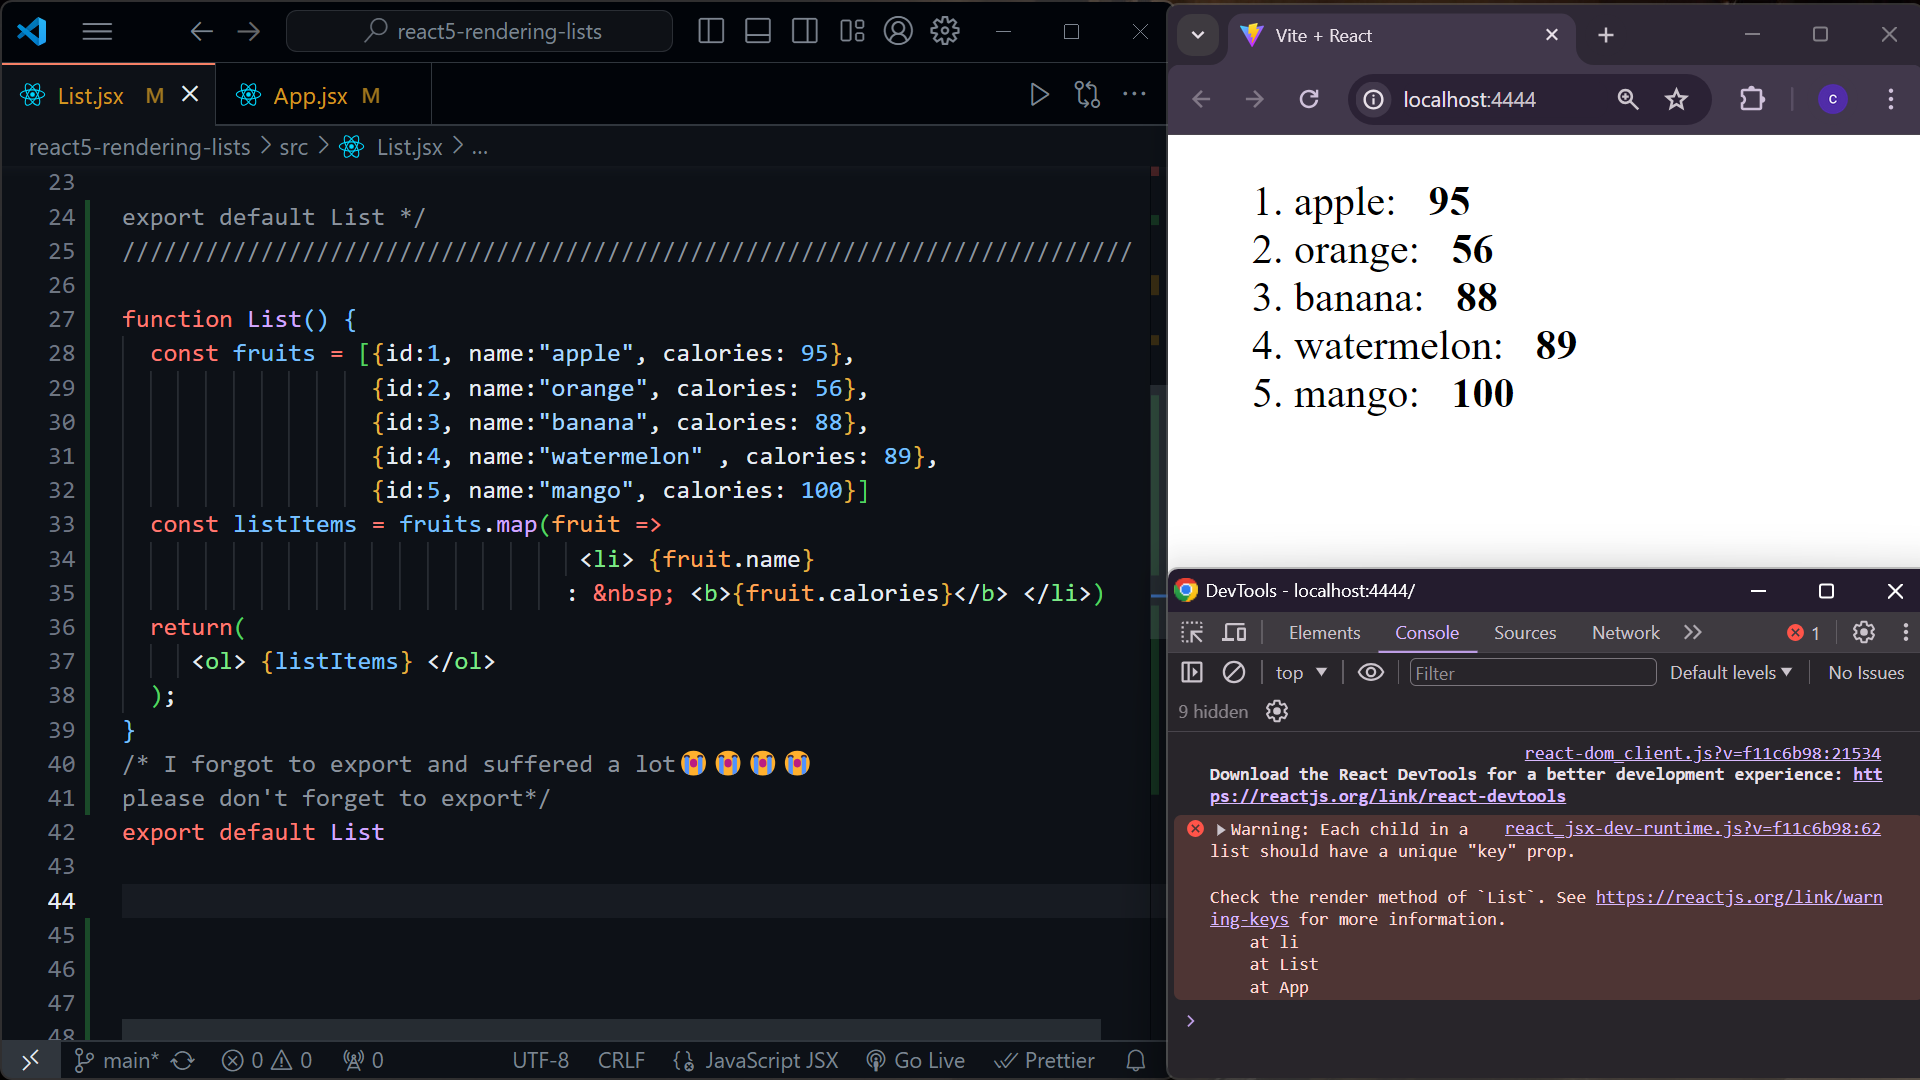 react5-rendering-lists
List.jsx M
App.jsx M
react5-rendering-lists > src > List.jsx > ...
23
24 export default List */
25 /////////////////////////////////////////////////////////////////////////
26
27 function List() {
28 const fruits = [{id:1, name:"apple", calories: 95},
29 {id:2, name:"orange", calories: 56},
30 {id:3, name:"banana", calories: 88},
31 {id:4, name:"watermelon" , calories: 89},
32 {id:5, name:"mango", calories: 100}]
33 const listItems = fruits.map(fruit =>
34 <li> {fruit.name}
35 : &nbsp; <b>{fruit.calories}</b> </li>)
36 return(
37 <ol> {listItems} </ol>
38 );
39 }
40 /* I forgot to export and suffered a lot😭😭😭😭
41 please don't forget to export*/
42 export default List
43
44
45
46
47
48
main* 0 0 0 UTF-8 CRLF JavaScript JSX Go Live Prettier
Vite + React
localhost:4444
C
1. apple: 95
2. orange: 56
3. banana: 88
4. watermelon: 89
5. mango: 100
DevTools - localhost:4444/
Elements Console Sources Network 1
top Filter Default levels No Issues
9 hidden
react-dom_client.js?v=f11c6b98:21534
Download the React DevTools for a better development experience: htt
ps://reactjs.org/link/react-devtools
Warning: Each child in a react_jsx-dev-runtime.js?v=f11c6b98:62
list should have a unique "key" prop.
Check the render method of `List`. See https://reactjs.org/link/warn
ing-keys for more information.
at li
at List
at App